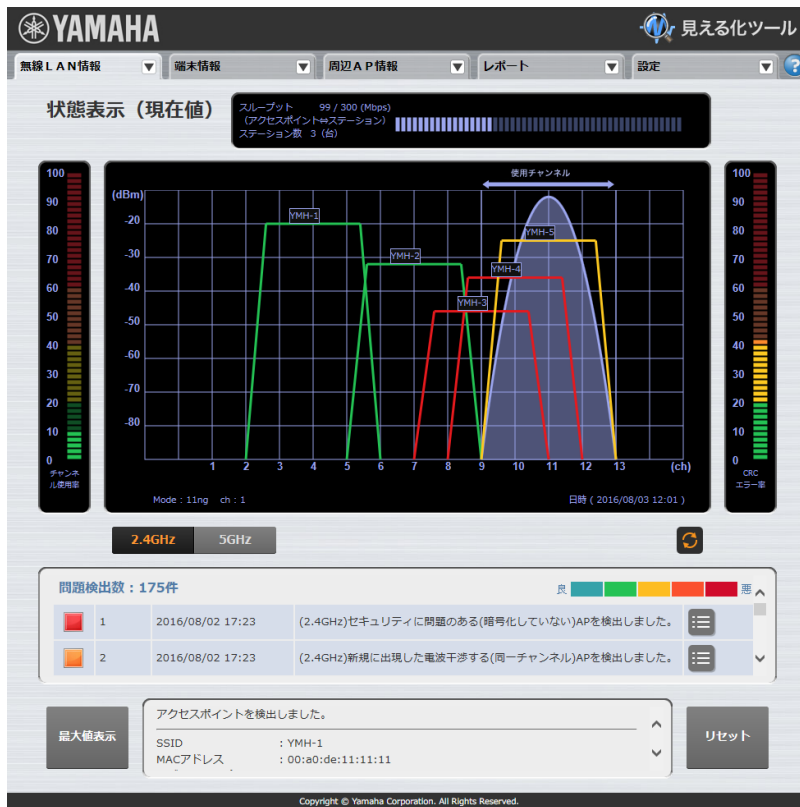 YAMAHA
見える化ツール
無線LAN情報 ▼ 端末情報 ▼ 周辺AP情報 ▼ レポート ▼ 設定 ▼ ?
状態表示（現在値）
スループット 99 / 300 (Mbps)
（アクセスポイント⇔ステーション）
ステーション数 3（台）
使用チャンネル
(dBm)
100
90
80
70
60
50
40
30
20
10
0
チャンネ
ル使用率
-20
-30
-40
-50
-60
-70
-80
YMH-1
YMH-2
YMH-3
YMH-4
YMH-5
1 2 3 4 5 6 7 8 9 10 11 12 13 (ch)
Mode : 11ng ch : 1
日時 ( 2016/08/03 12:01 )
100
90
80
70
60
50
40
30
20
10
0
CRC
エラー率
2.4GHz 5GHz
問題検出数：175件
良 悪
1 2016/08/02 17:23 (2.4GHz)セキュリティに問題のある(暗号化していない)APを検出しました。
2 2016/08/02 17:23 (2.4GHz)新規に出現した電波干渉する(同一チャンネル)APを検出しました。
最大値表示
アクセスポイントを検出しました。
SSID : YMH-1
MACアドレス : 00:a0:de:11:11:11
リセット
Copyright © Yamaha Corporation. All Rights Reserved.